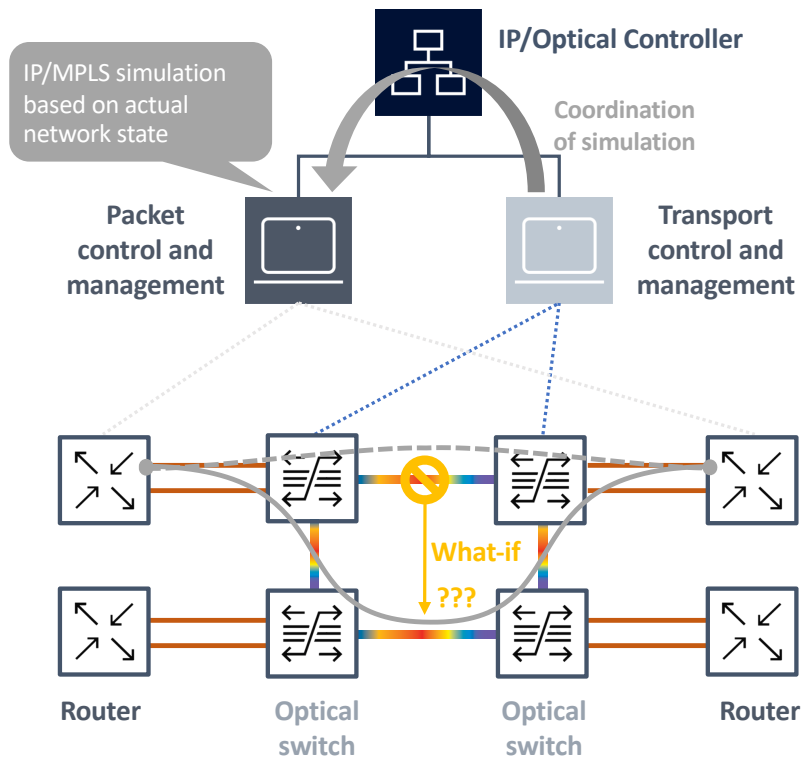 IP/Optical Controller
IP/MPLS simulation
based on actual
network state
Coordination
of simulation
Packet
control and
management
Transport
control and
management
What-if
???
Router
Optical
switch
Optical
switch
Router